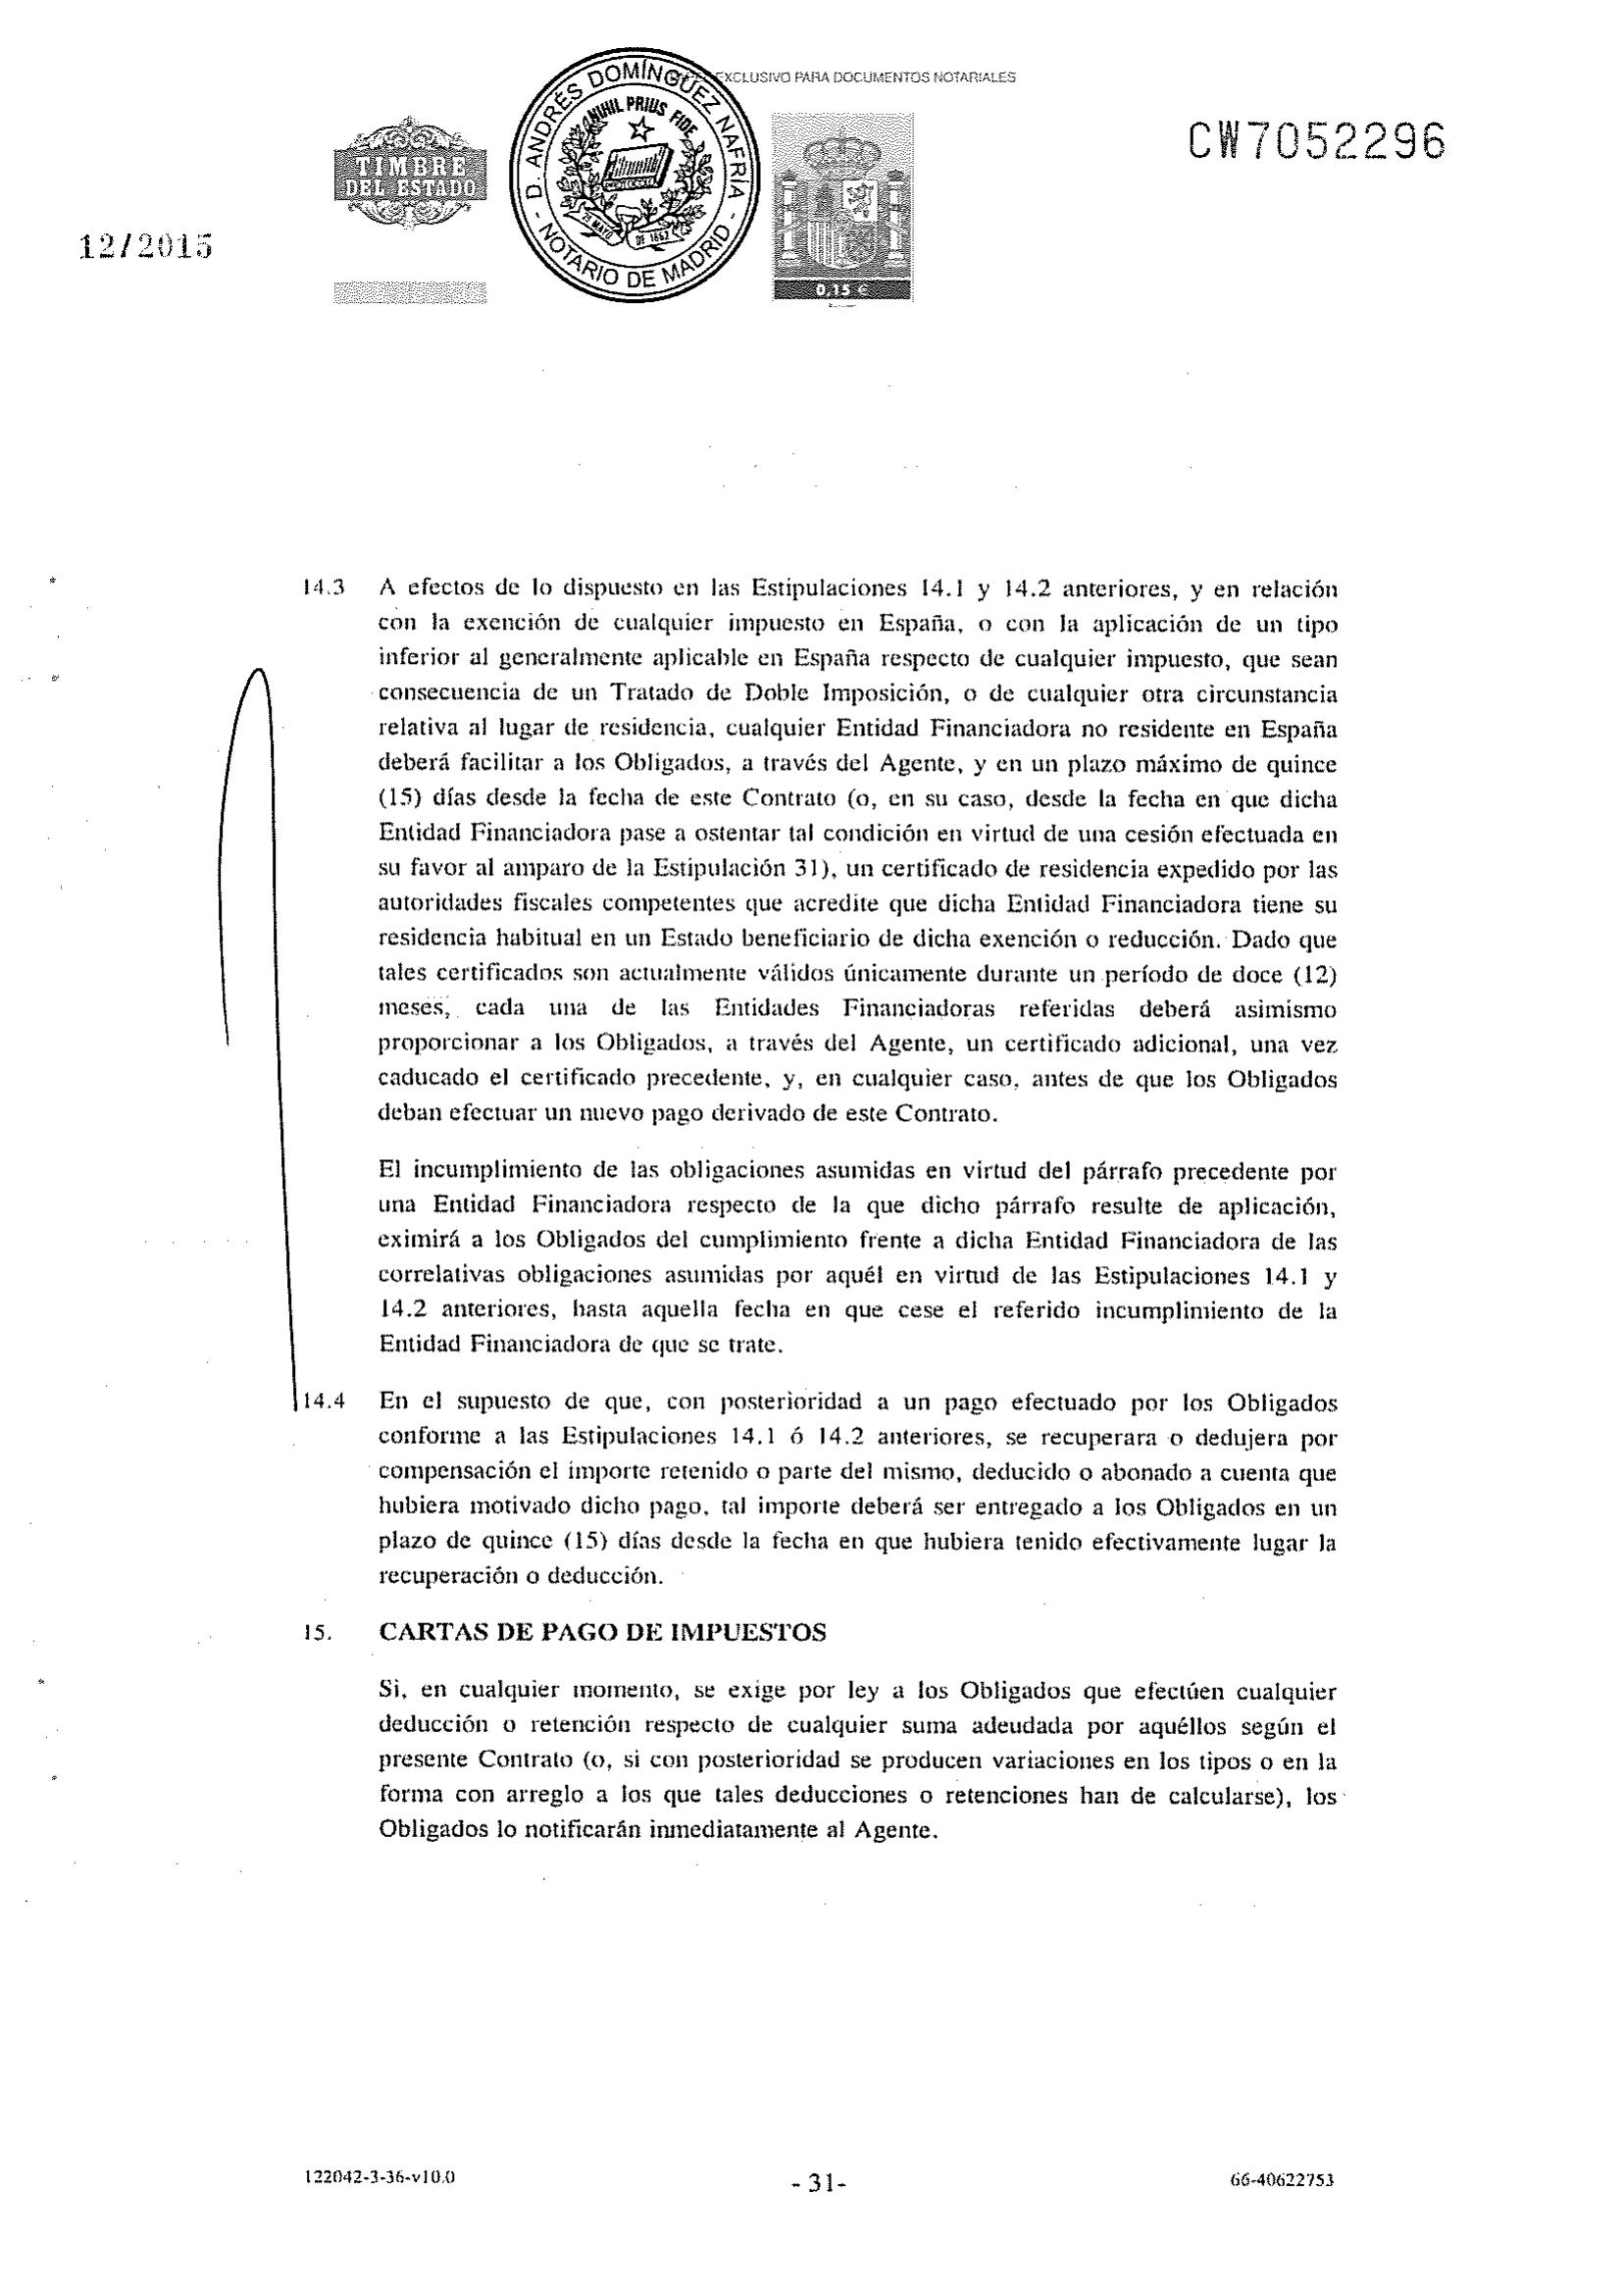 PAPEL EXCLUSIVO PARA DOCUMENTOS NOTARIALES
D. ANDRÉS DOMÍNGUEZ NAFRÍA
- NOTARIO DE MADRID -
NIHIL PRIUS FIDE
28 MAYO DE 1862
TIMBRE
DEL ESTADO
0,15 €
CW7052296
12/2015
14.3 A efectos de lo dispuesto en las Estipulaciones 14.1 y 14.2 anteriores, y en relación
con la exención de cualquier impuesto en España, o con la aplicación de un tipo
inferior al generalmente aplicable en España respecto de cualquier impuesto, que sean
consecuencia de un Tratado de Doble Imposición, o de cualquier otra circunstancia
relativa al lugar de residencia, cualquier Entidad Financiadora no residente en España
deberá facilitar a los Obligados, a través del Agente, y en un plazo máximo de quince
(15) días desde la fecha de este Contrato (o, en su caso, desde la fecha en que dicha
Entidad Financiadora pase a ostentar tal condición en virtud de una cesión efectuada en
su favor al amparo de la Estipulación 31), un certificado de residencia expedido por las
autoridades fiscales competentes que acredite que dicha Entidad Financiadora tiene su
residencia habitual en un Estado beneficiario de dicha exención o reducción. Dado que
tales certificados son actualmente válidos únicamente durante un período de doce (12)
meses, cada una de las Entidades Financiadoras referidas deberá asimismo
proporcionar a los Obligados, a través del Agente, un certificado adicional, una vez
caducado el certificado precedente, y, en cualquier caso, antes de que los Obligados
deban efectuar un nuevo pago derivado de este Contrato.
El incumplimiento de las obligaciones asumidas en virtud del párrafo precedente por
una Entidad Financiadora respecto de la que dicho párrafo resulte de aplicación,
eximirá a los Obligados del cumplimiento frente a dicha Entidad Financiadora de las
correlativas obligaciones asumidas por aquél en virtud de las Estipulaciones 14.1 y
14.2 anteriores, hasta aquella fecha en que cese el referido incumplimiento de la
Entidad Financiadora de que se trate.
14.4 En el supuesto de que, con posterioridad a un pago efectuado por los Obligados
conforme a las Estipulaciones 14.1 ó 14.2 anteriores, se recuperara o dedujera por
compensación el importe retenido o parte del mismo, deducido o abonado a cuenta que
hubiera motivado dicho pago, tal importe deberá ser entregado a los Obligados en un
plazo de quince (15) días desde la fecha en que hubiera tenido efectivamente lugar la
recuperación o deducción.
15. CARTAS DE PAGO DE IMPUESTOS
Si, en cualquier momento, se exige por ley a los Obligados que efectúen cualquier
deducción o retención respecto de cualquier suma adeudada por aquéllos según el
presente Contrato (o, si con posterioridad se producen variaciones en los tipos o en la
forma con arreglo a los que tales deducciones o retenciones han de calcularse), los
Obligados lo notificarán inmediatamente al Agente.
122042-3-36-v10.0
- 31-
66-40622753